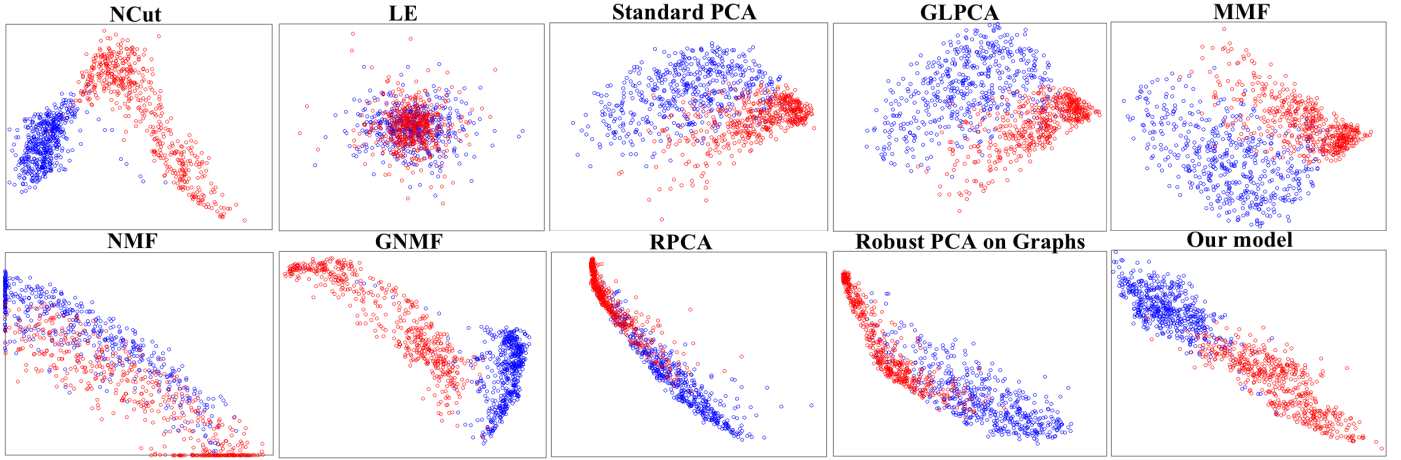 NCut
LE
Standard PCA
GLPCA
MMF
NMF
GNMF
RPCA
Robust PCA on Graphs
Our model